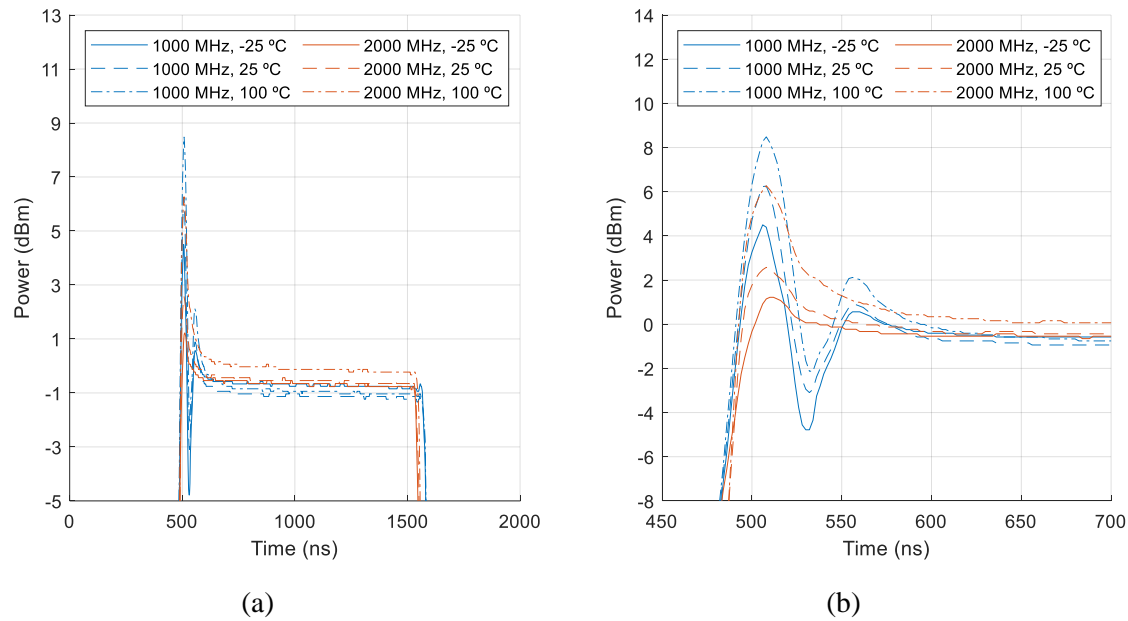 13
11
9
7
5
3
1
-1
-3
-5
Power (dBm)
1000 MHz, -25 ºC
1000 MHz, 25 ºC
1000 MHz, 100 ºC
2000 MHz, -25 ºC
2000 MHz, 25 ºC
2000 MHz, 100 ºC
0
500
1000
1500
2000
Time (ns)
(a)
14
12
10
8
6
4
2
0
-2
-4
-6
-8
Power (dBm)
1000 MHz, -25 ºC
1000 MHz, 25 ºC
1000 MHz, 100 ºC
2000 MHz, -25 ºC
2000 MHz, 25 ºC
2000 MHz, 100 ºC
450
500
550
600
650
700
Time (ns)
(b)